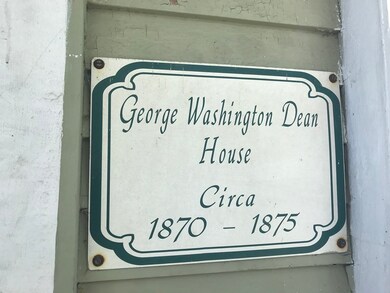 George Washington Dean
House
Circa
1870 - 1875